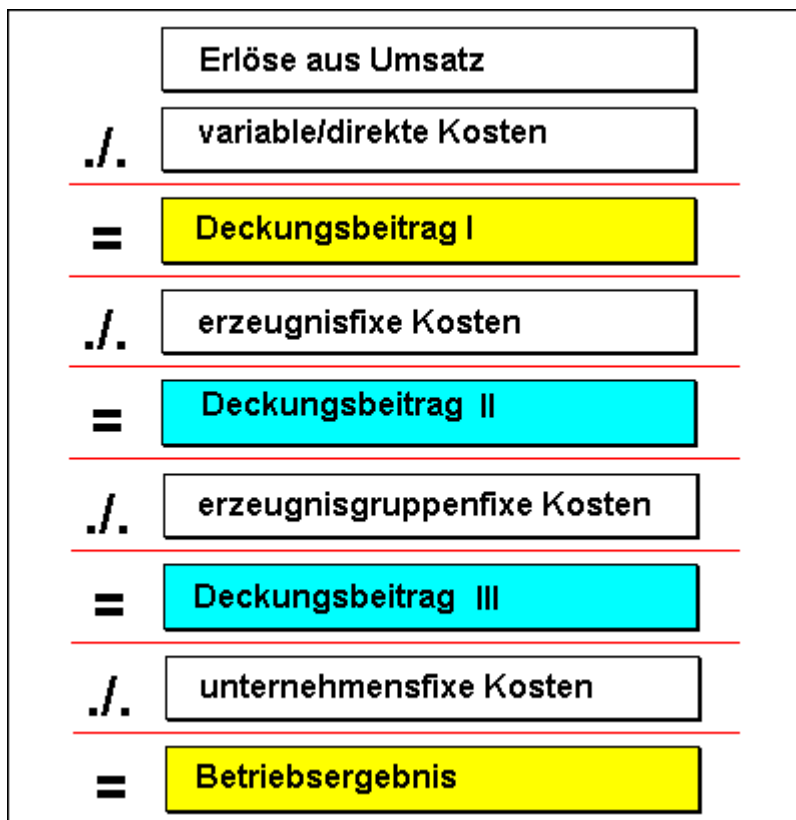 Erlöse aus Umsatz
./. variable/direkte Kosten
= Deckungsbeitrag I
./. erzeugnisfixe Kosten
= Deckungsbeitrag II
./. erzeugnisgruppenfixe Kosten
= Deckungsbeitrag III
./. unternehmensfixe Kosten
= Betriebsergebnis